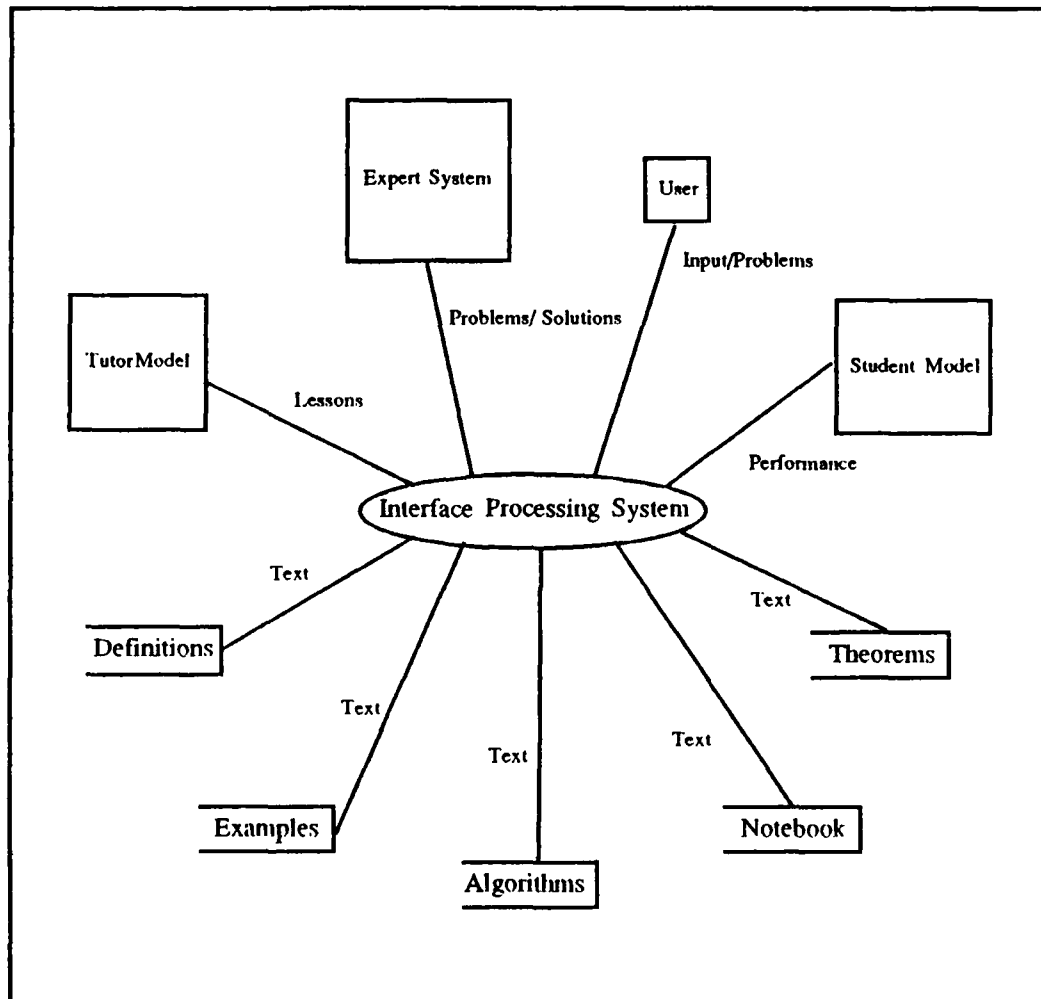 Expert System
User
Input/Problems
Problems/ Solutions
TutorModel
Student Model
Lessons
Performance
Interface Processing System
Text
Text
Definitions
Theorems
Text
Text
Text
Examples
Notebook
Algorithms